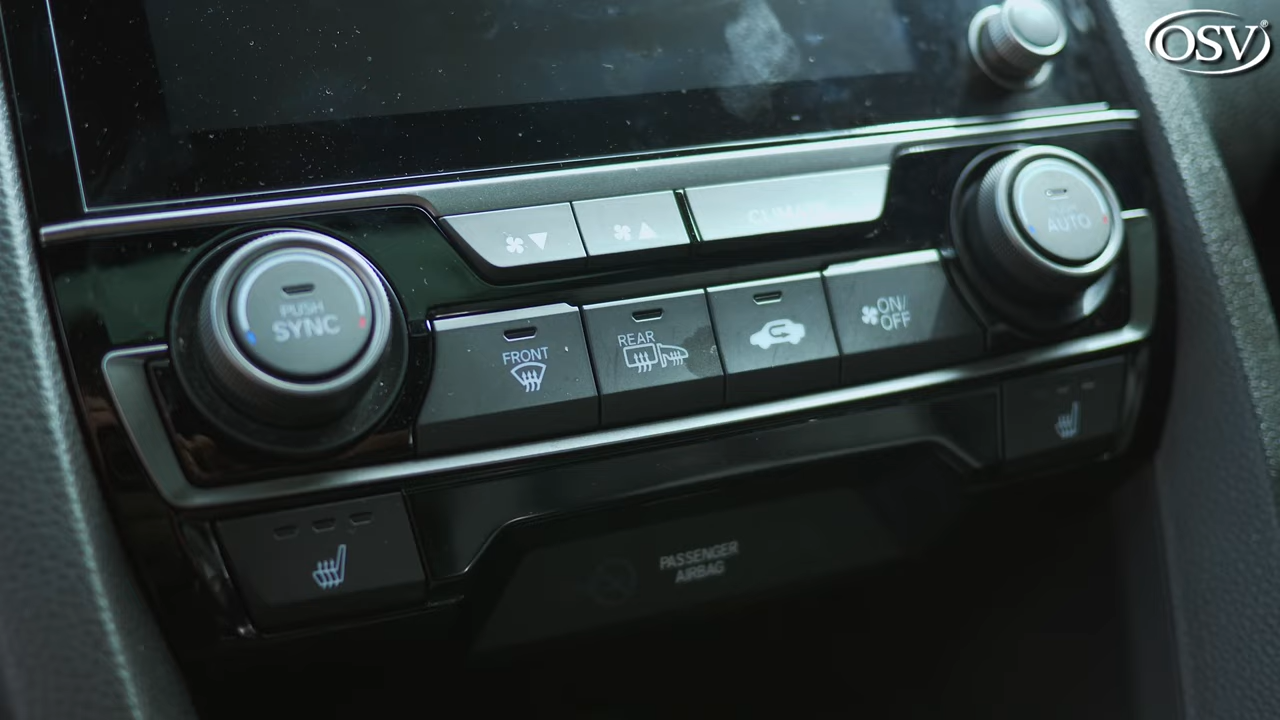 OSV®
CLIMATE
AUTO
PUSH
SYNC
FRONT
REAR
ON/
OFF
PASSENGER
AIRBAG